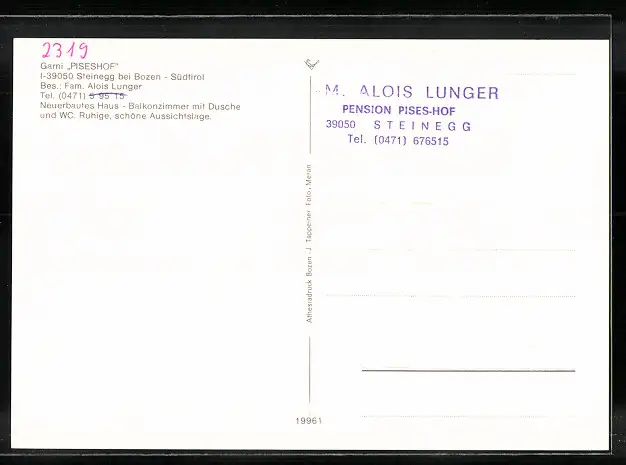 2319
Garni „PISESHOF"
I-39050 Steinegg bei Bozen - Südtirol
Bes.: Fam. Alois Lunger
Tel. (0471) 5 95 15
Neuerbautes Haus - Balkonzimmer mit Dusche
und WC. Ruhige, schöne Aussichtslage.
M. ALOIS LUNGER
PENSION PISES-HOF
39050 STEINEGG
Tel. (0471) 676515
Athesiadruck Bozen - J. Tappeiner Foto, Meran
19961